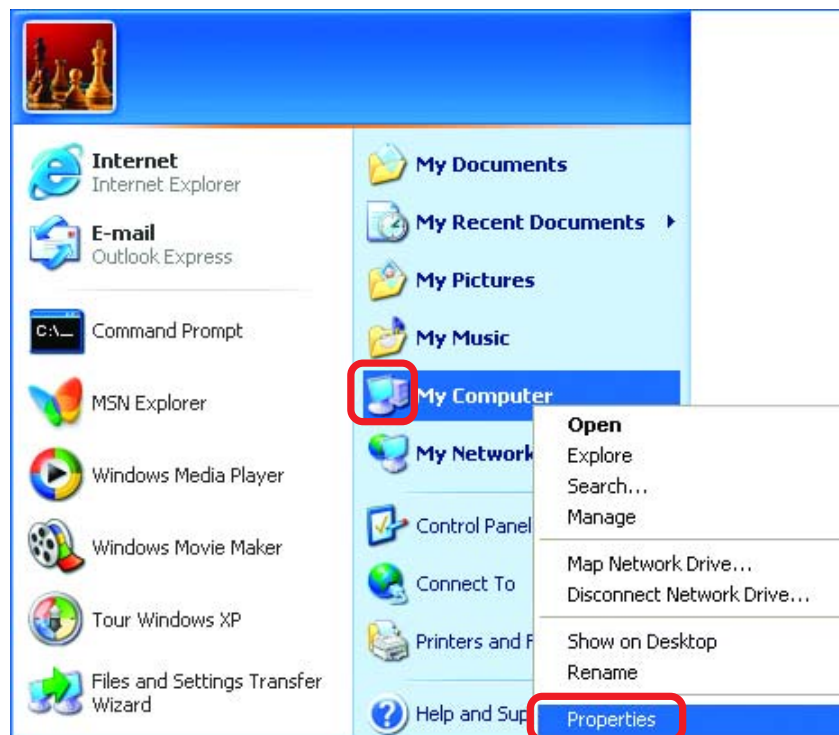 Internet
Internet Explorer
E-mail
Outlook Express
C:\_
Command Prompt
MSN Explorer
Windows Media Player
Windows Movie Maker
Tour Windows XP
Files and Settings Transfer
Wizard
My Documents
My Recent Documents
My Pictures
My Music
My Computer
My Network
Control Panel
Connect To
Printers and F
Help and Sup
Open
Explore
Search...
Manage
Map Network Drive...
Disconnect Network Drive...
Show on Desktop
Rename
Properties